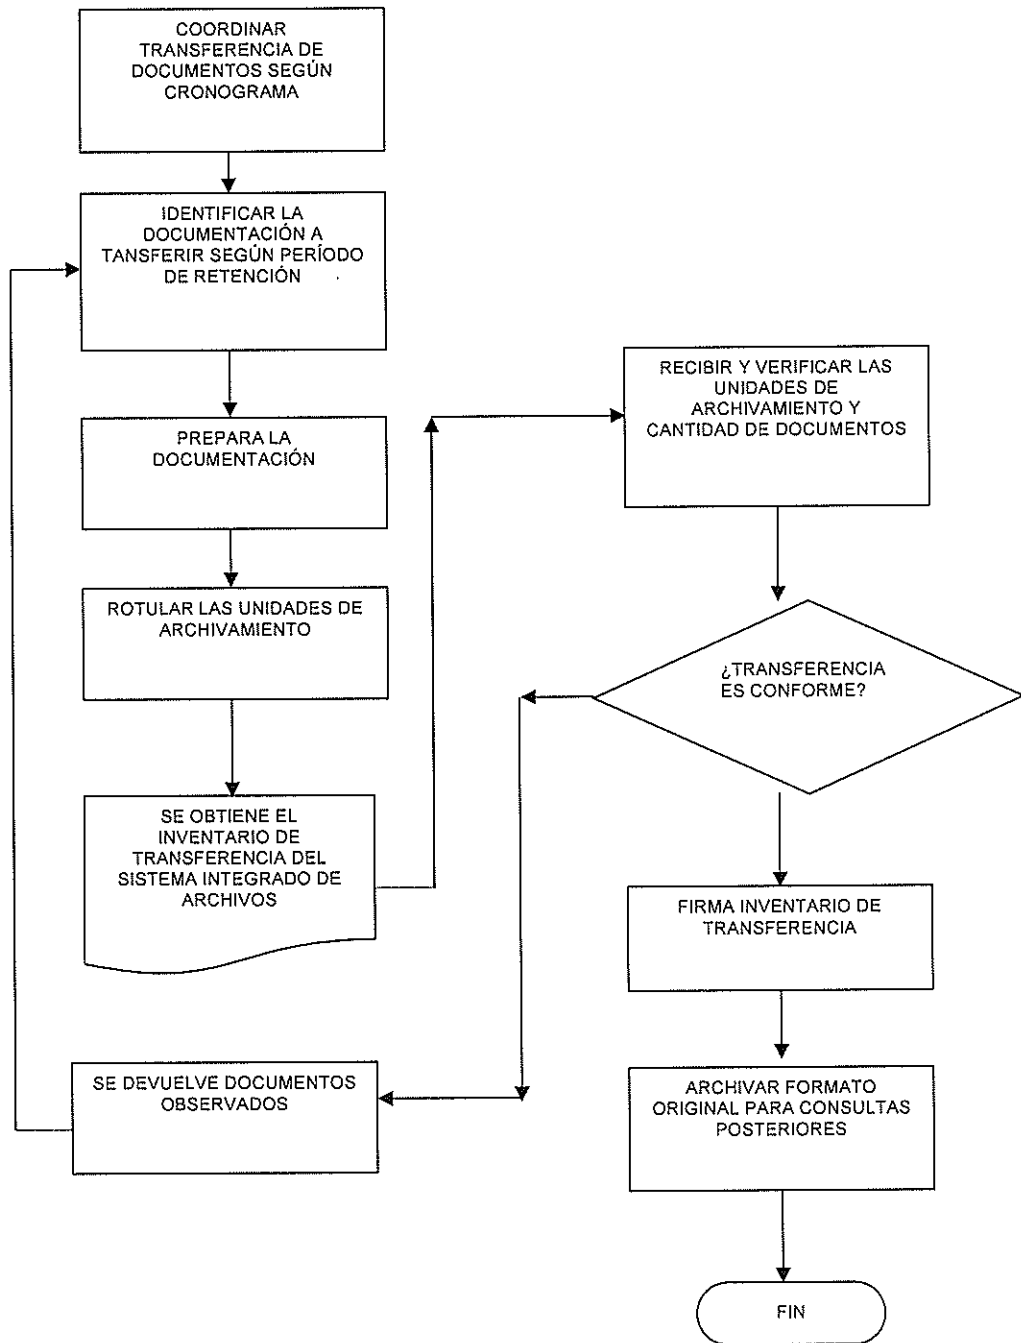 COORDINAR
TRANSFERENCIA DE
DOCUMENTOS SEGÚN
CRONOGRAMA
IDENTIFICAR LA
DOCUMENTACIÓN A
TANSFERIR SEGÚN PERÍODO
DE RETENCIÓN
PREPARA LA
DOCUMENTACIÓN
ROTULAR LAS UNIDADES DE
ARCHIVAMIENTO
SE OBTIENE EL
INVENTARIO DE
TRANSFERENCIA DEL
SISTEMA INTEGRADO DE
ARCHIVOS
RECIBIR Y VERIFICAR LAS
UNIDADES DE
ARCHIVAMIENTO Y
CANTIDAD DE DOCUMENTOS
¿TRANSFERENCIA
ES CONFORME?
SE DEVUELVE DOCUMENTOS
OBSERVADOS
FIRMA INVENTARIO DE
TRANSFERENCIA
ARCHIVAR FORMATO
ORIGINAL PARA CONSULTAS
POSTERIORES
FIN